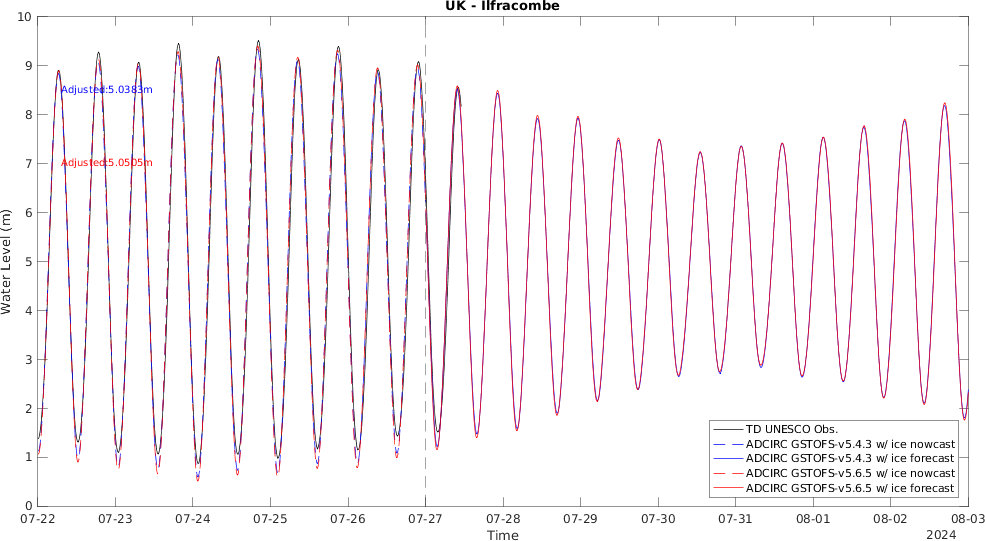 UK - Ilfracombe
10
9
8
7
6
5
4
3
2
1
0
Water Level (m)
Adjusted:5.0383m
Adjusted:5.0505m
TD UNESCO Obs.
ADCIRC GSTOFS-v5.4.3 w/ ice nowcast
ADCIRC GSTOFS-v5.4.3 w/ ice forecast
ADCIRC GSTOFS-v5.6.5 w/ ice nowcast
ADCIRC GSTOFS-v5.6.5 w/ ice forecast
07-22 07-23 07-24 07-25 07-26 07-27 07-28 07-29 07-30 07-31 08-01 08-02 08-03
Time
2024